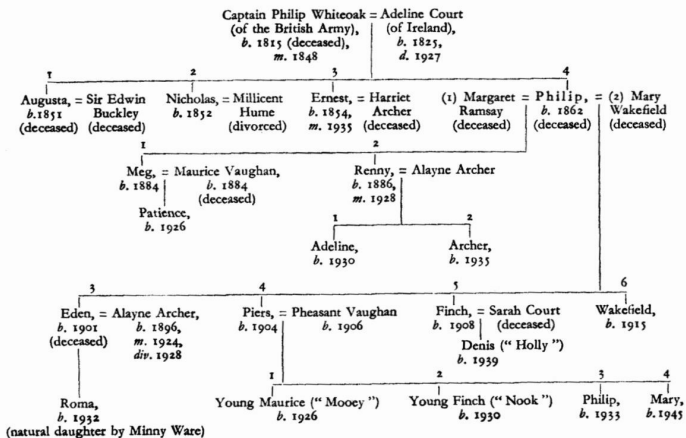 Captain Philip Whiteoak = Adeline Court
(of the British Army), (of Ireland),
b. 1815 (deceased), b. 1825,
m. 1848 d. 1927
1 2 3 4
Augusta, = Sir Edwin Nicholas, = Millicent Ernest, = Harriet (1) Margaret = Philip, = (2) Mary
b. 1851 Buckley b. 1852 Hume b. 1854, Archer Ramsay b. 1862 Wakefield
(deceased) (deceased) (divorced) m. 1935 (deceased) (deceased) (deceased) (deceased)
1 2
Meg, = Maurice Vaughan, Renny, = Alayne Archer
b. 1884 b. 1884 b. 1886,
(deceased) m. 1928
Patience,
b. 1926
1 2
Adeline, Archer,
b. 1930 b. 1935
3 4 5 6
Eden, = Alayne Archer, Piers, = Pheasant Vaughan Finch, = Sarah Court Wakefield,
b. 1901 b. 1896, b. 1904 b. 1906 b. 1908 (deceased) b. 1915
(deceased) m. 1924,
div. 1928
Denis (“ Holly ”)
b. 1939
1 2 3 4
Roma, Young Maurice (“ Mooey ”) Young Finch (“ Nook ”) Philip, Mary,
b. 1932 b. 1926 b. 1930 b. 1933 b. 1945
(natural daughter by Minny Ware)